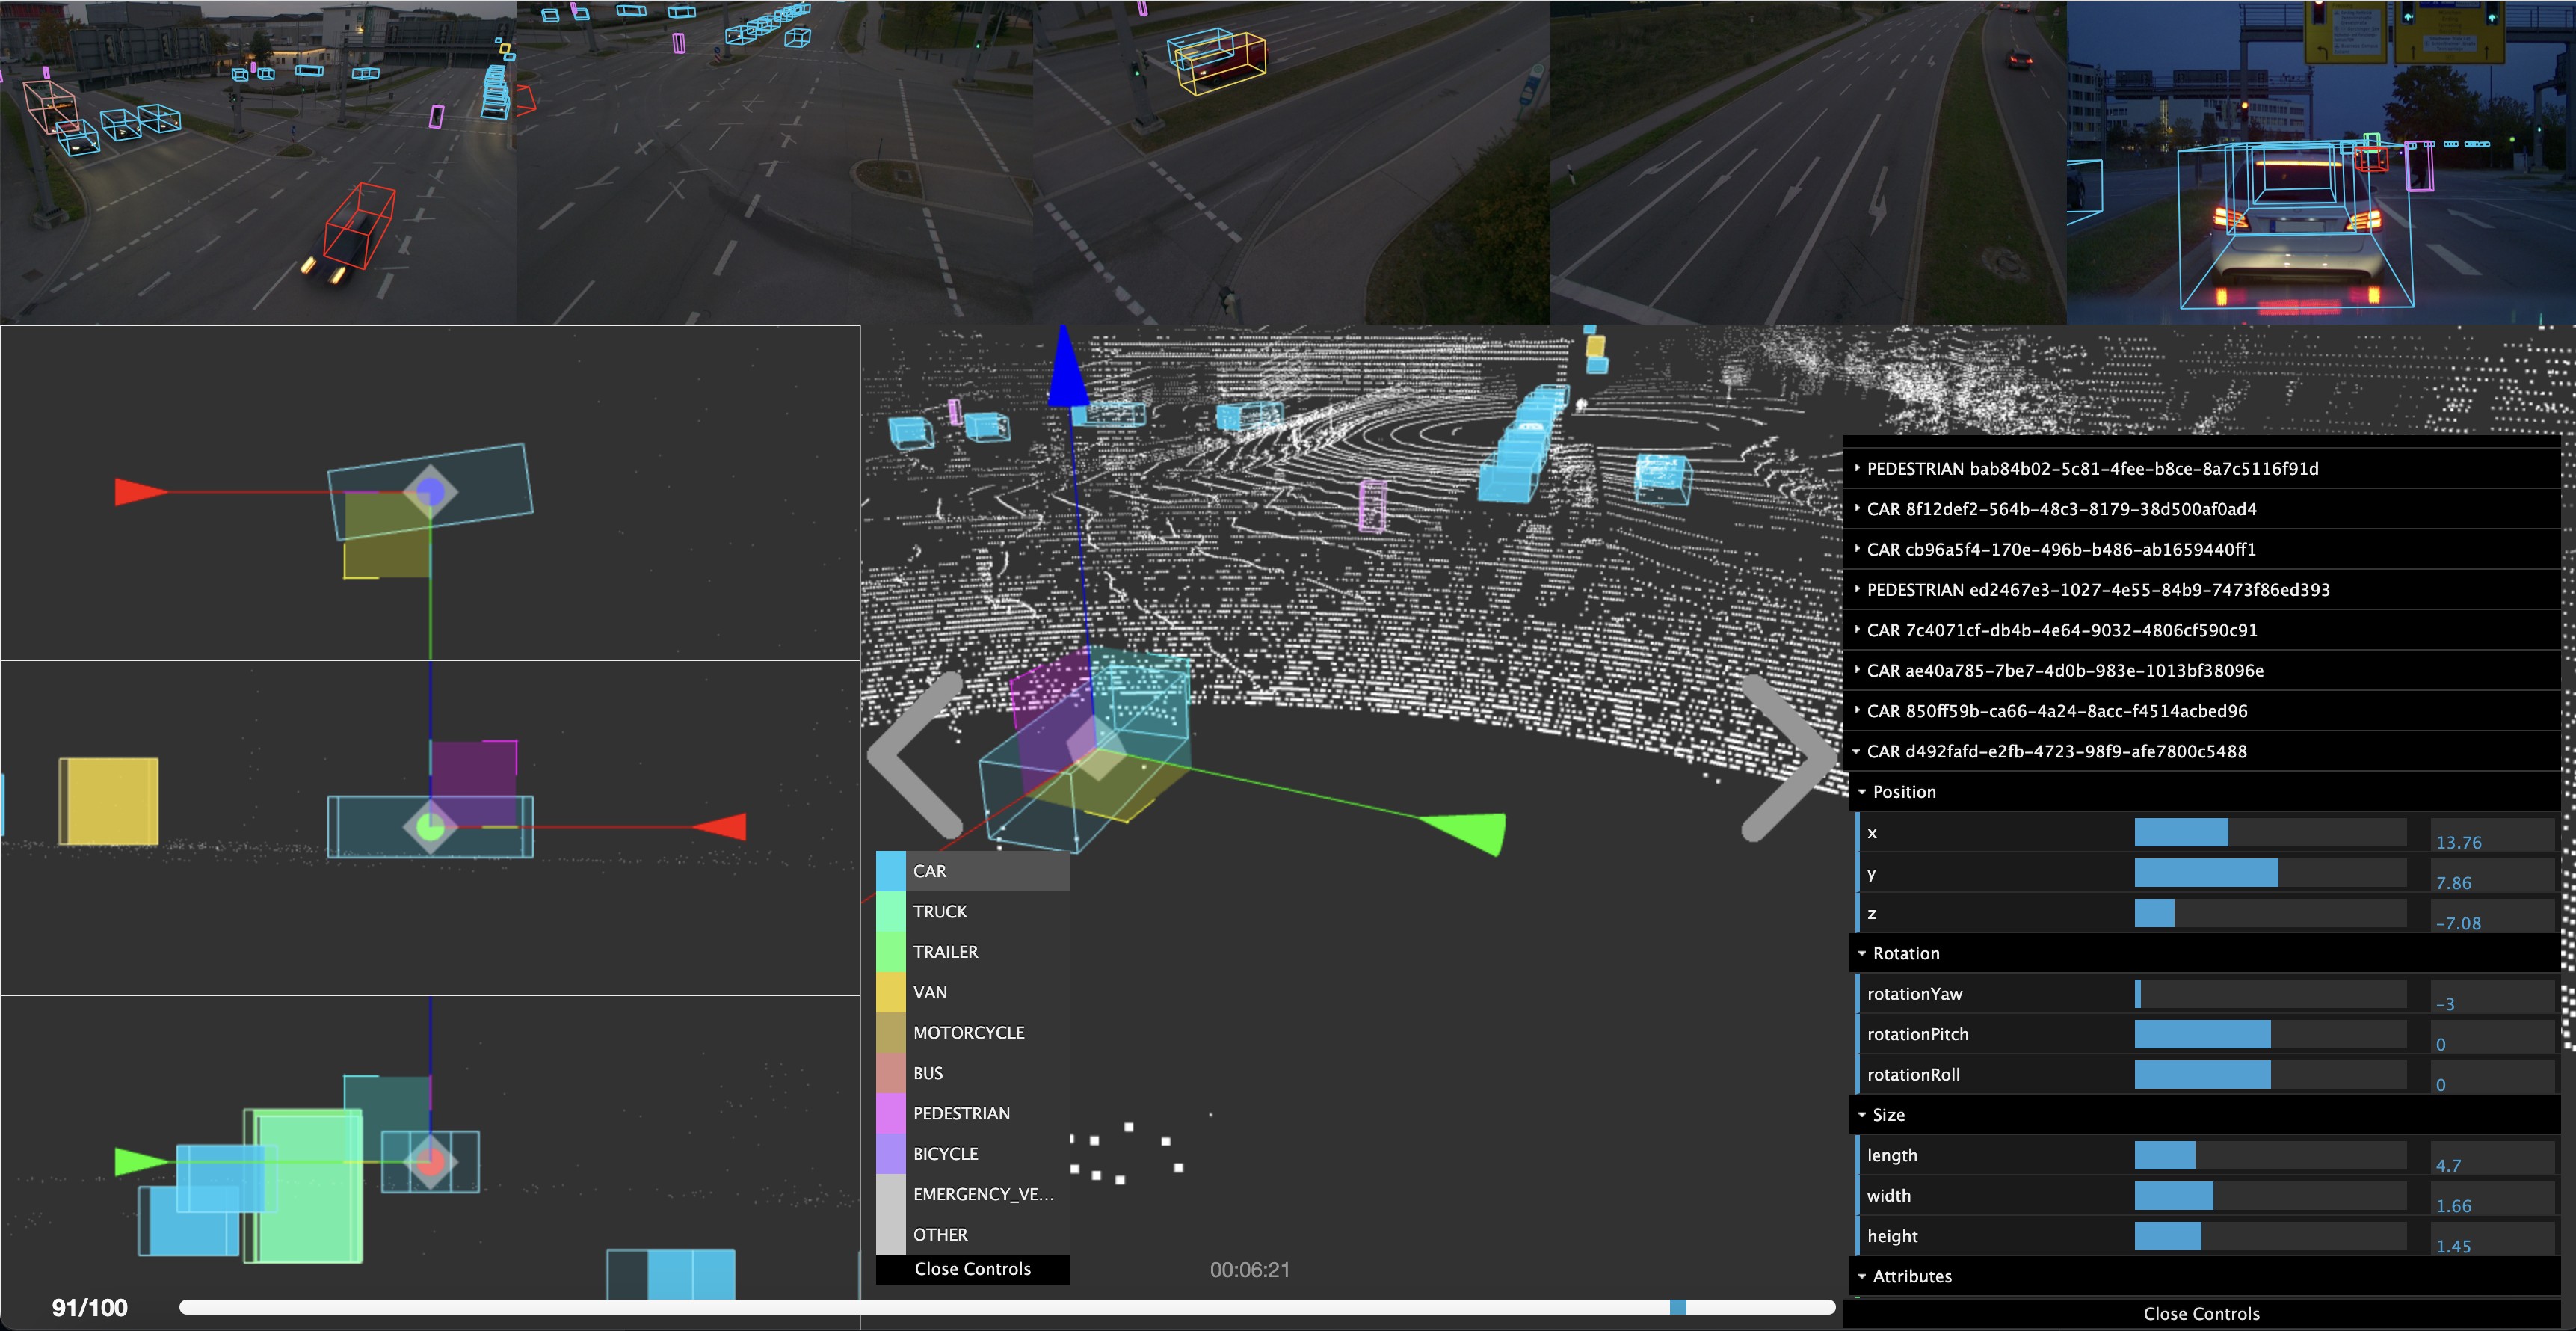 PEDESTRIAN bab84b02-5c81-4fee-b8ce-8a7c5116f91d
CAR 8f12def2-564b-48c3-8179-38d500af0ad4
CAR cb96a5f4-170e-496b-b486-ab1659440ff1
PEDESTRIAN ed2467e3-1027-4e55-84b9-7473f86ed393
CAR 7c4071cf-db4b-4e64-9032-4806cf590c91
CAR ae40a785-7be7-4d0b-983e-1013bf38096e
CAR 850ff59b-ca66-4a24-8acc-f4514acbed96
CAR d492fafd-e2fb-4723-98f9-afe7800c5488
Position
x 13.76
y 7.86
z -7.08
Rotation
rotationYaw -3
rotationPitch 0
rotationRoll 0
Size
length 4.7
width 1.66
height 1.45
Attributes
Close Controls
CAR
TRUCK
TRAILER
VAN
MOTORCYCLE
BUS
PEDESTRIAN
BICYCLE
EMERGENCY_VE...
OTHER
Close Controls
00:06:21
91/100